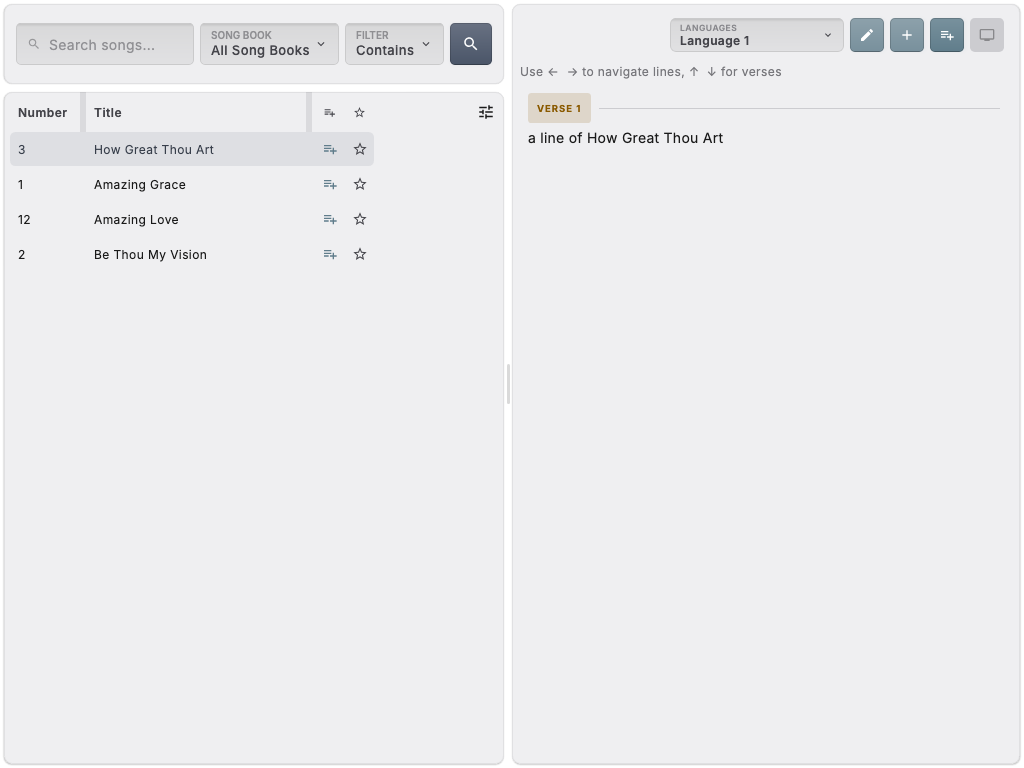 Search songs...
SONG BOOK
All Song Books
FILTER
Contains
Number Title
3 How Great Thou Art
1 Amazing Grace
12 Amazing Love
2 Be Thou My Vision
LANGUAGES
Language 1
Use ← → to navigate lines, ↑ ↓ for verses
VERSE 1
a line of How Great Thou Art